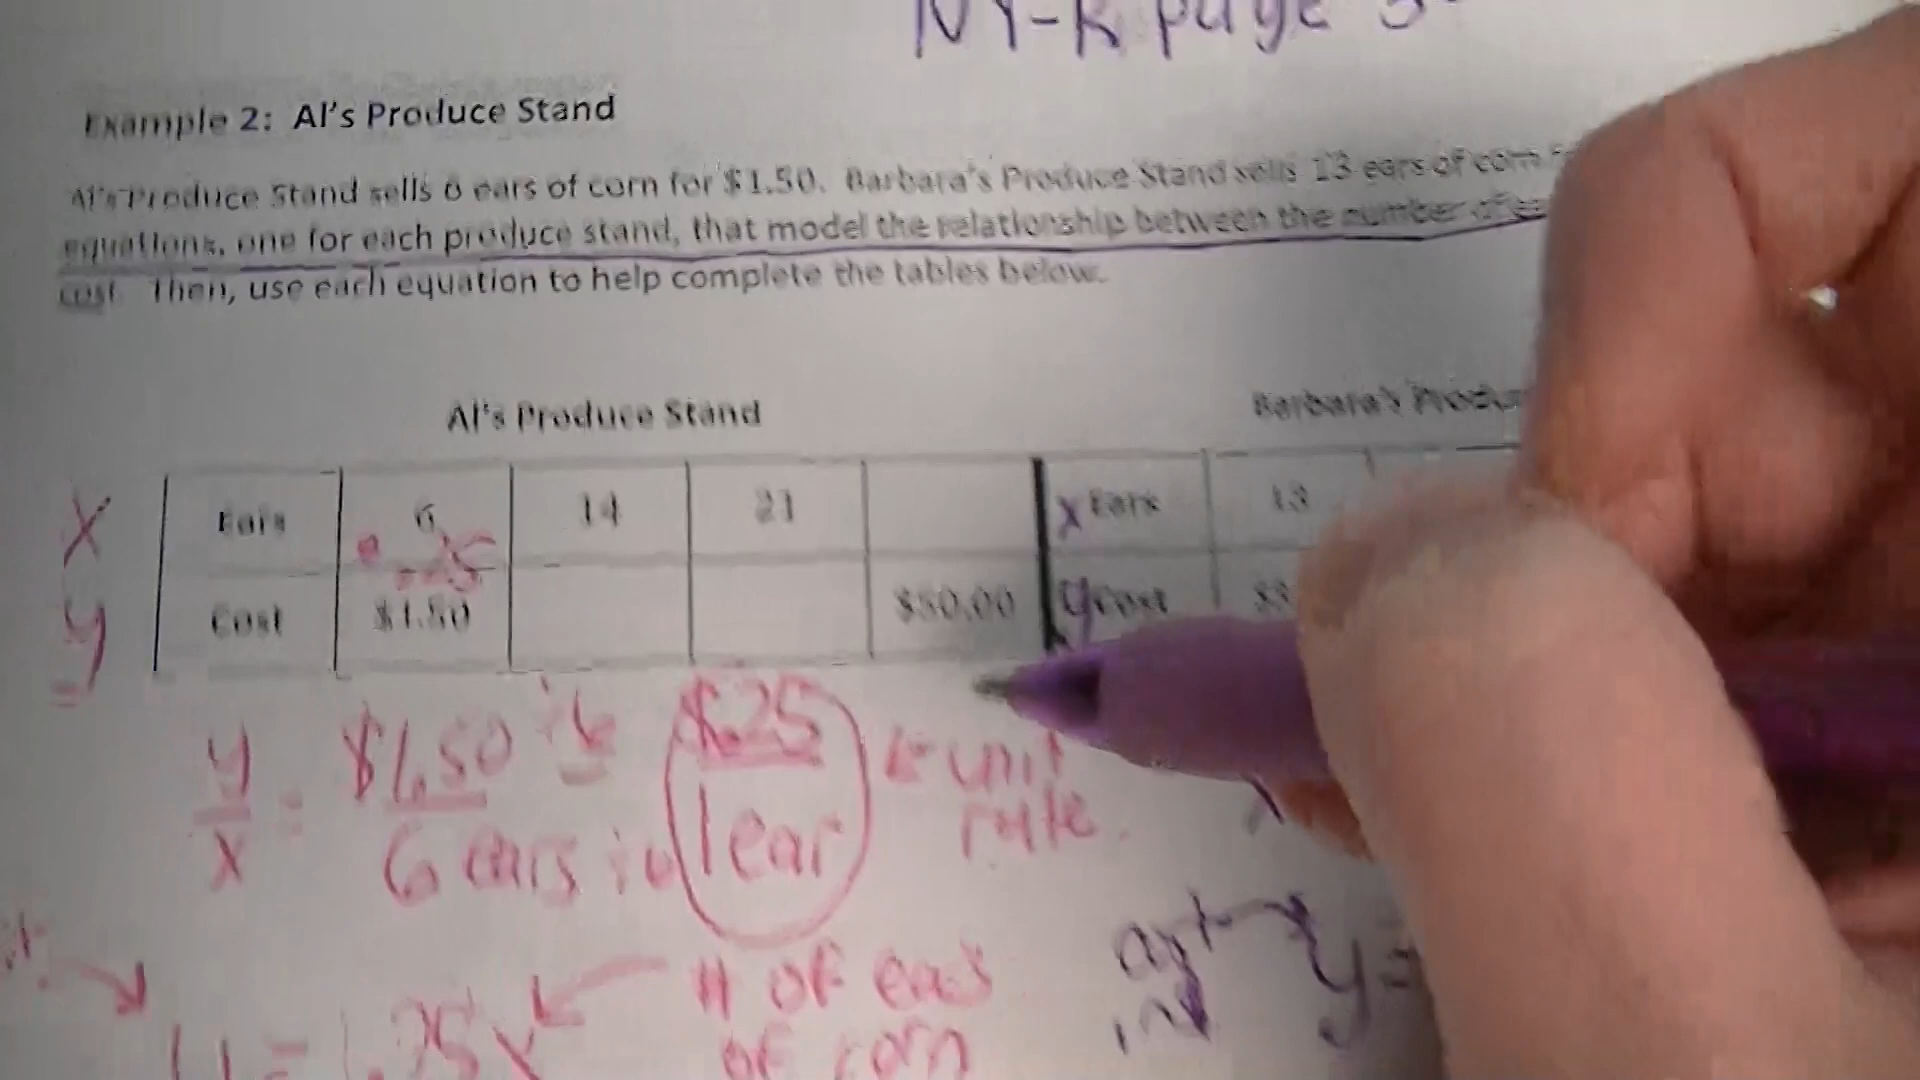 NY-R page
Example 2: Al's Produce Stand
Al's Produce Stand sells 6 ears of corn for $1.50. Barbara's Produce Stand sells 13 ears of corn
equations, one for each produce stand, that model the relationship between the number of
cost. Then, use each equation to help complete the tables below.
Al's Produce Stand
Barbara's Produ
x Ears 6 14 21 x Ears 13
.25
y Cost $1.50 $50.00 y Cost
y/x = $1.50 / 6 ears ÷6 $.25 / 1 ear ← unit rate
# of ears
of corn
y = .25x
y =